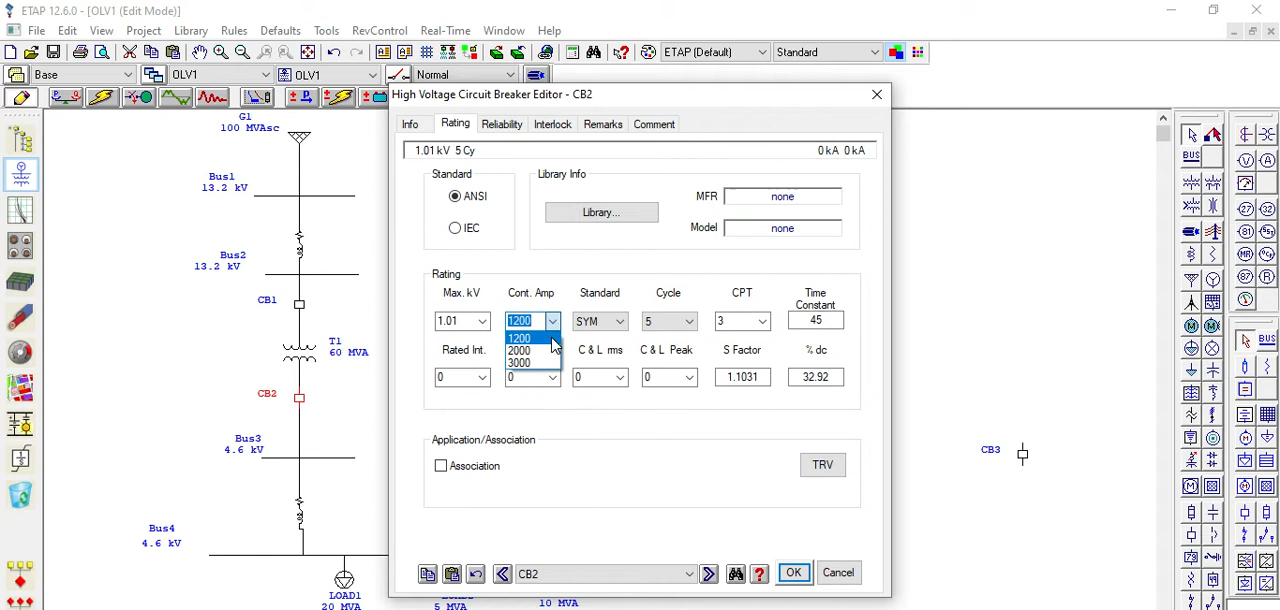 ETAP 12.6.0 - [OLV1 (Edit Mode)]
File Edit View Project Library Rules Defaults Tools RevControl Real-Time Window Help
ETAP (Default) Standard
Base OLV1 OLV1 Normal
High Voltage Circuit Breaker Editor - CB2
Info Rating Reliability Interlock Remarks Comment
1.01 kV 5 Cy 0 kA 0 kA
Standard
ANSI
IEC
Library Info
Library...
MFR none
Model none
Rating
Max. kV Cont. Amp Standard Cycle CPT Time Constant
1.01 1200 SYM 5 3 45
1200
2000
3000
Rated Int. C & L rms C & L Peak S Factor % dc
0 0 0 0 1.1031 32.92
Application/Association
Association
TRV
CB2
OK Cancel
G1
100 MVAsc
Bus1
13.2 kV
Bus2
13.2 kV
CB1
T1
60 MVA
CB2
Bus3
4.6 kV
Bus4
4.6 kV
LOAD1
20 MVA
5 MVA
10 MVA
CB3
BUS
BUS